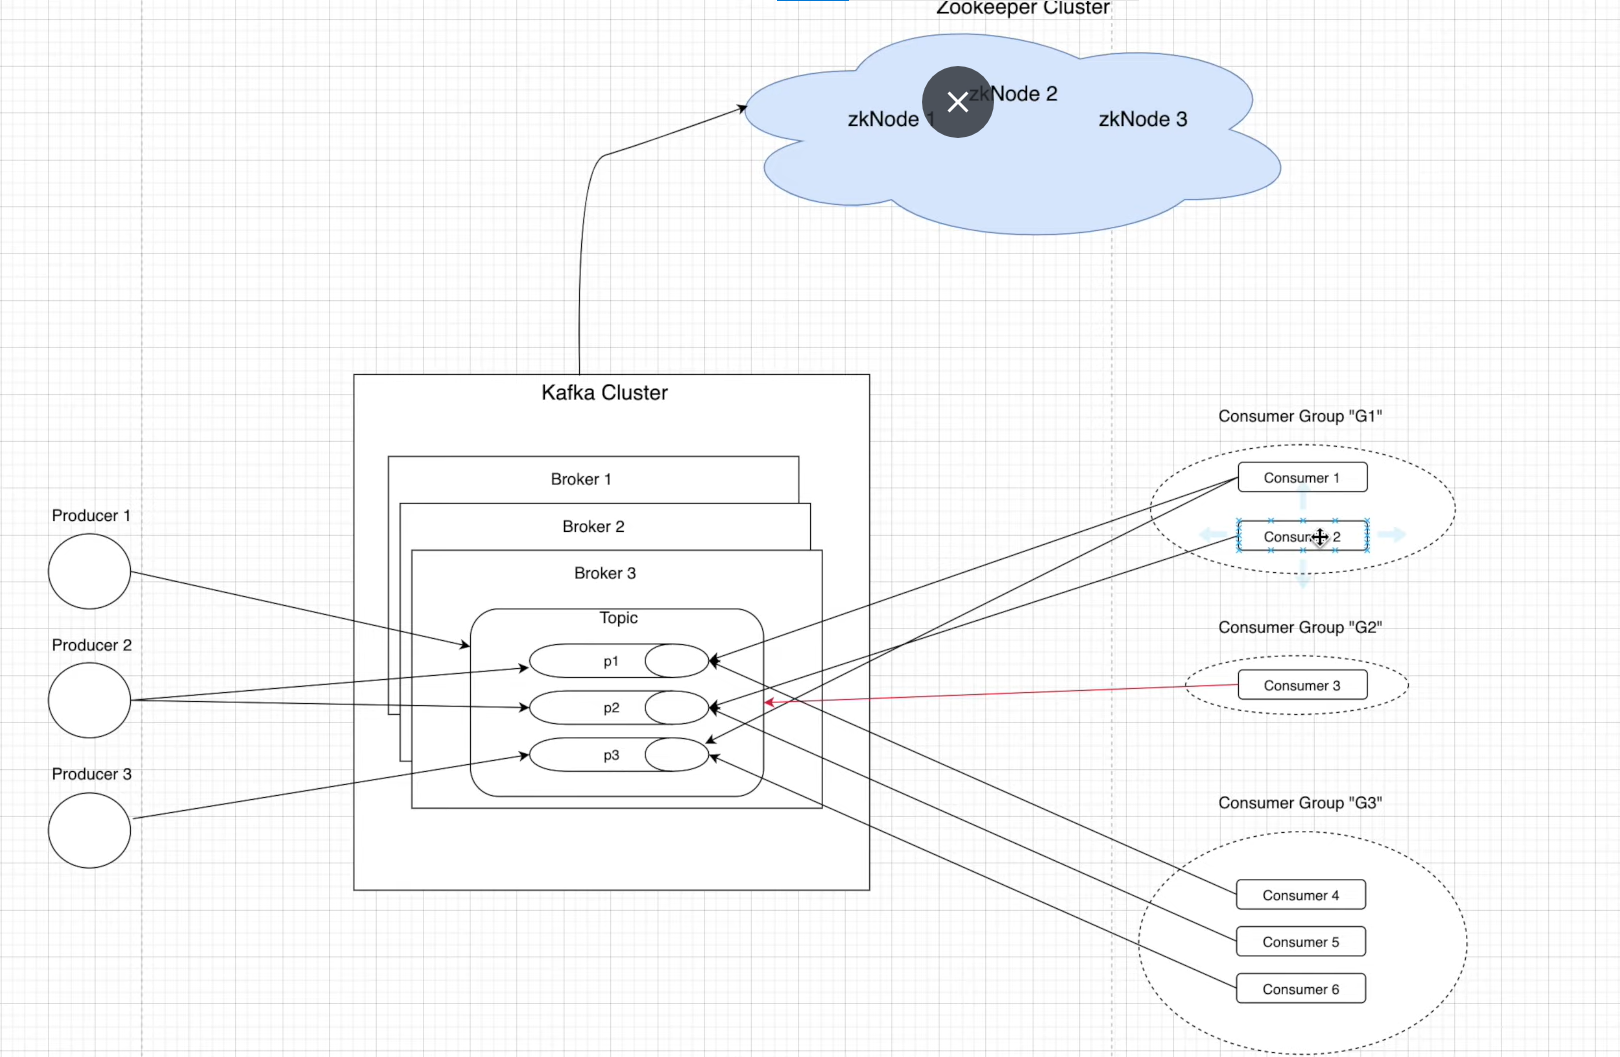 Zookeeper Cluster
zkNode 2
zkNode 1
zkNode 3
Kafka Cluster
Consumer Group "G1"
Broker 1
Consumer 1
Broker 2
Producer 1
2
Broker 3
Topic
Consumer Group "G2"
Producer 2
p1
Consumer 3
p2
p3
Producer 3
Consumer Group "G3"
Consumer 4
Consumer 5
Consumer 6